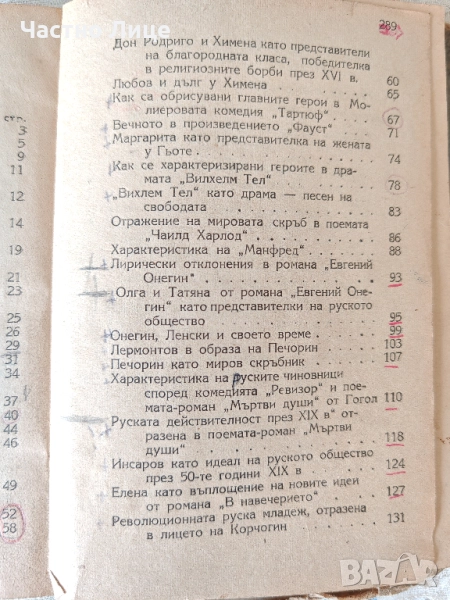 Частно Лице
289
Дон Родриго и Химена като представители
на благородната класа, победителка
в религиозните борби през XVI в. 60
Любов и дълг у Химена . . . . . . . 65
Как са обрисувани главните герои в Мо-
лиеровата комедия „Тартюф“ . . . . 67
Вечното в произведението „Фауст“ . . . 71
Маргарита като представителка на жената
у Гьоте . . . . . . . . . . . . . 74
Как се характеризирани героите в дра-
мата „Вилхелм Тел“ . . . . . . . . 78
„Вихлем Тел“ като драма — песен на
свободата . . . . . . . . . . . . 83
Отражение на мировата скръб в поемата
„Чаилд Харлод“ . . . . . . . . . . 86
Характеристика на „Манфред“ . . . . . 88
Лирически отклонения в романа „Евгений
Онегин“ . . . . . . . . . . . . . 93
Олга и Татяна от романа „Евгений Оне-
гин“ като представителки на руското
общество . . . . . . . . . . . . . 95
Онегин, Ленски и своето време . . . . 99
Лермонтов в образа на Печорин . . . . 103
Печорин като миров скръбник . . . . . 107
Характеристика на руските чиновници
според комедията „Ревизор“ и пое-
мата-роман „Мъртви души“ от Гогол 110
Руската действителност през XIX в“ от-
разена в поемата-роман „Мъртви
души“ . . . . . . . . . . . . . . 118
Инсаров като идеал на руското общество
през 50-те години XIX в . . . . . . 124
Елена като въплощение на новите идеи
от романа „В навечерието“ . . . . . 127
Революционната руска младеж, отразена
в лицето на Корчогин . . . . . . . 131
стр.
3
5
9
11
12
14
19
21
23
25
28
29
31
34
37
40
44
46
49
52
58
BAZAR